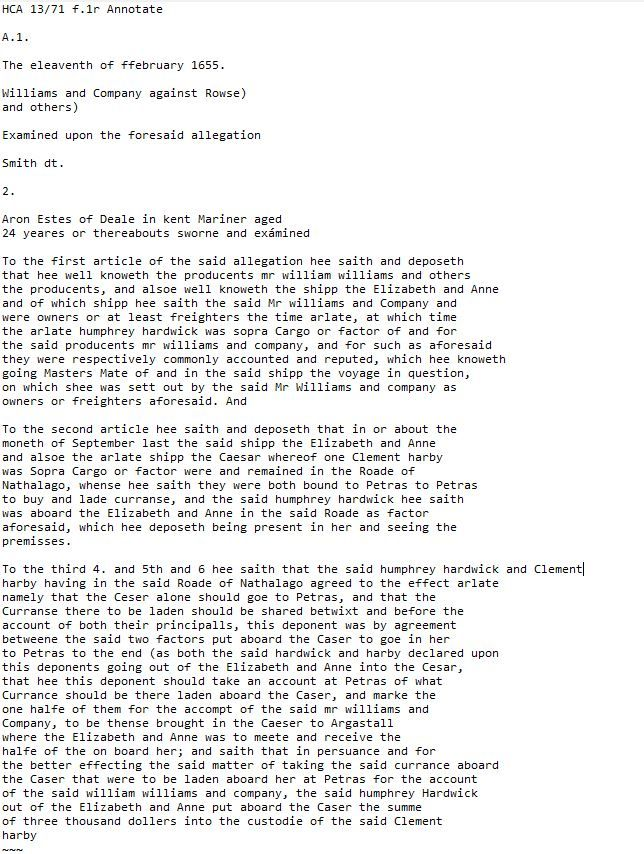 HCA 13/71 f.1r Annotate
A.1.
The eleaventh of ffebruary 1655.
Williams and Company against Rowse)
and others)
Examined upon the foresaid allegation
Smith dt.
2.
Aron Estes of Deale in kent Mariner aged
24 yeares or thereabouts sworne and exámined
To the first article of the said allegation hee saith and deposeth
that hee well knoweth the producents mr william williams and others
the producents, and alsoe well knoweth the shipp the Elizabeth and Anne
and of which shipp hee saith the said Mr williams and Company and
were owners or at least freighters the time arlate, at which time
the arlate humphrey hardwick was sopra Cargo or factor of and for
the said producents mr williams and company, and for such as aforesaid
they were respectively commonly accounted and reputed, which hee knoweth
going Masters Mate of and in the said shipp the voyage in question,
on which shee was sett out by the said Mr Williams and company as
owners or freighters aforesaid. And
To the second article hee saith and deposeth that in or about the
moneth of September last the said shipp the Elizabeth and Anne
and alsoe the arlate shipp the Caesar whereof one Clement harby
was Sopra Cargo or factor were and remained in the Roade of
Nathalago, whense hee saith they were both bound to Petras to Petras
to buy and lade curranse, and the said humphrey hardwick hee saith
was aboard the Elizabeth and Anne in the said Roade as factor
aforesaid, which hee deposeth being present in her and seeing the
premisses.
To the third 4. and 5th and 6 hee saith that the said humphrey hardwick and Clement
harby having in the said Roade of Nathalago agreed to the effect arlate
namely that the Ceser alone should goe to Petras, and that the
Curranse there to be laden should be shared betwixt and before the
account of both their principalls, this deponent was by agreement
betweene the said two factors put aboard the Caser to goe in her
to Petras to the end (as both the said hardwick and harby declared upon
this deponents going out of the Elizabeth and Anne into the Cesar,
that hee this deponent should take an account at Petras of what
Currance should be there laden aboard the Caser, and marke the
one halfe of them for the accompt of the said mr williams and
Company, to be thense brought in the Caeser to Argastall
where the Elizabeth and Anne was to meete and receive the
halfe of the on board her; and saith that in persuance and for
the better effecting the said matter of taking the said currance aboard
the Caser that were to be laden aboard her at Petras for the account
of the said william williams and company, the said humphrey Hardwick
out of the Elizabeth and Anne put aboard the Caser the summe
of three thousand dollers into the custodie of the said Clement
harby
~~~